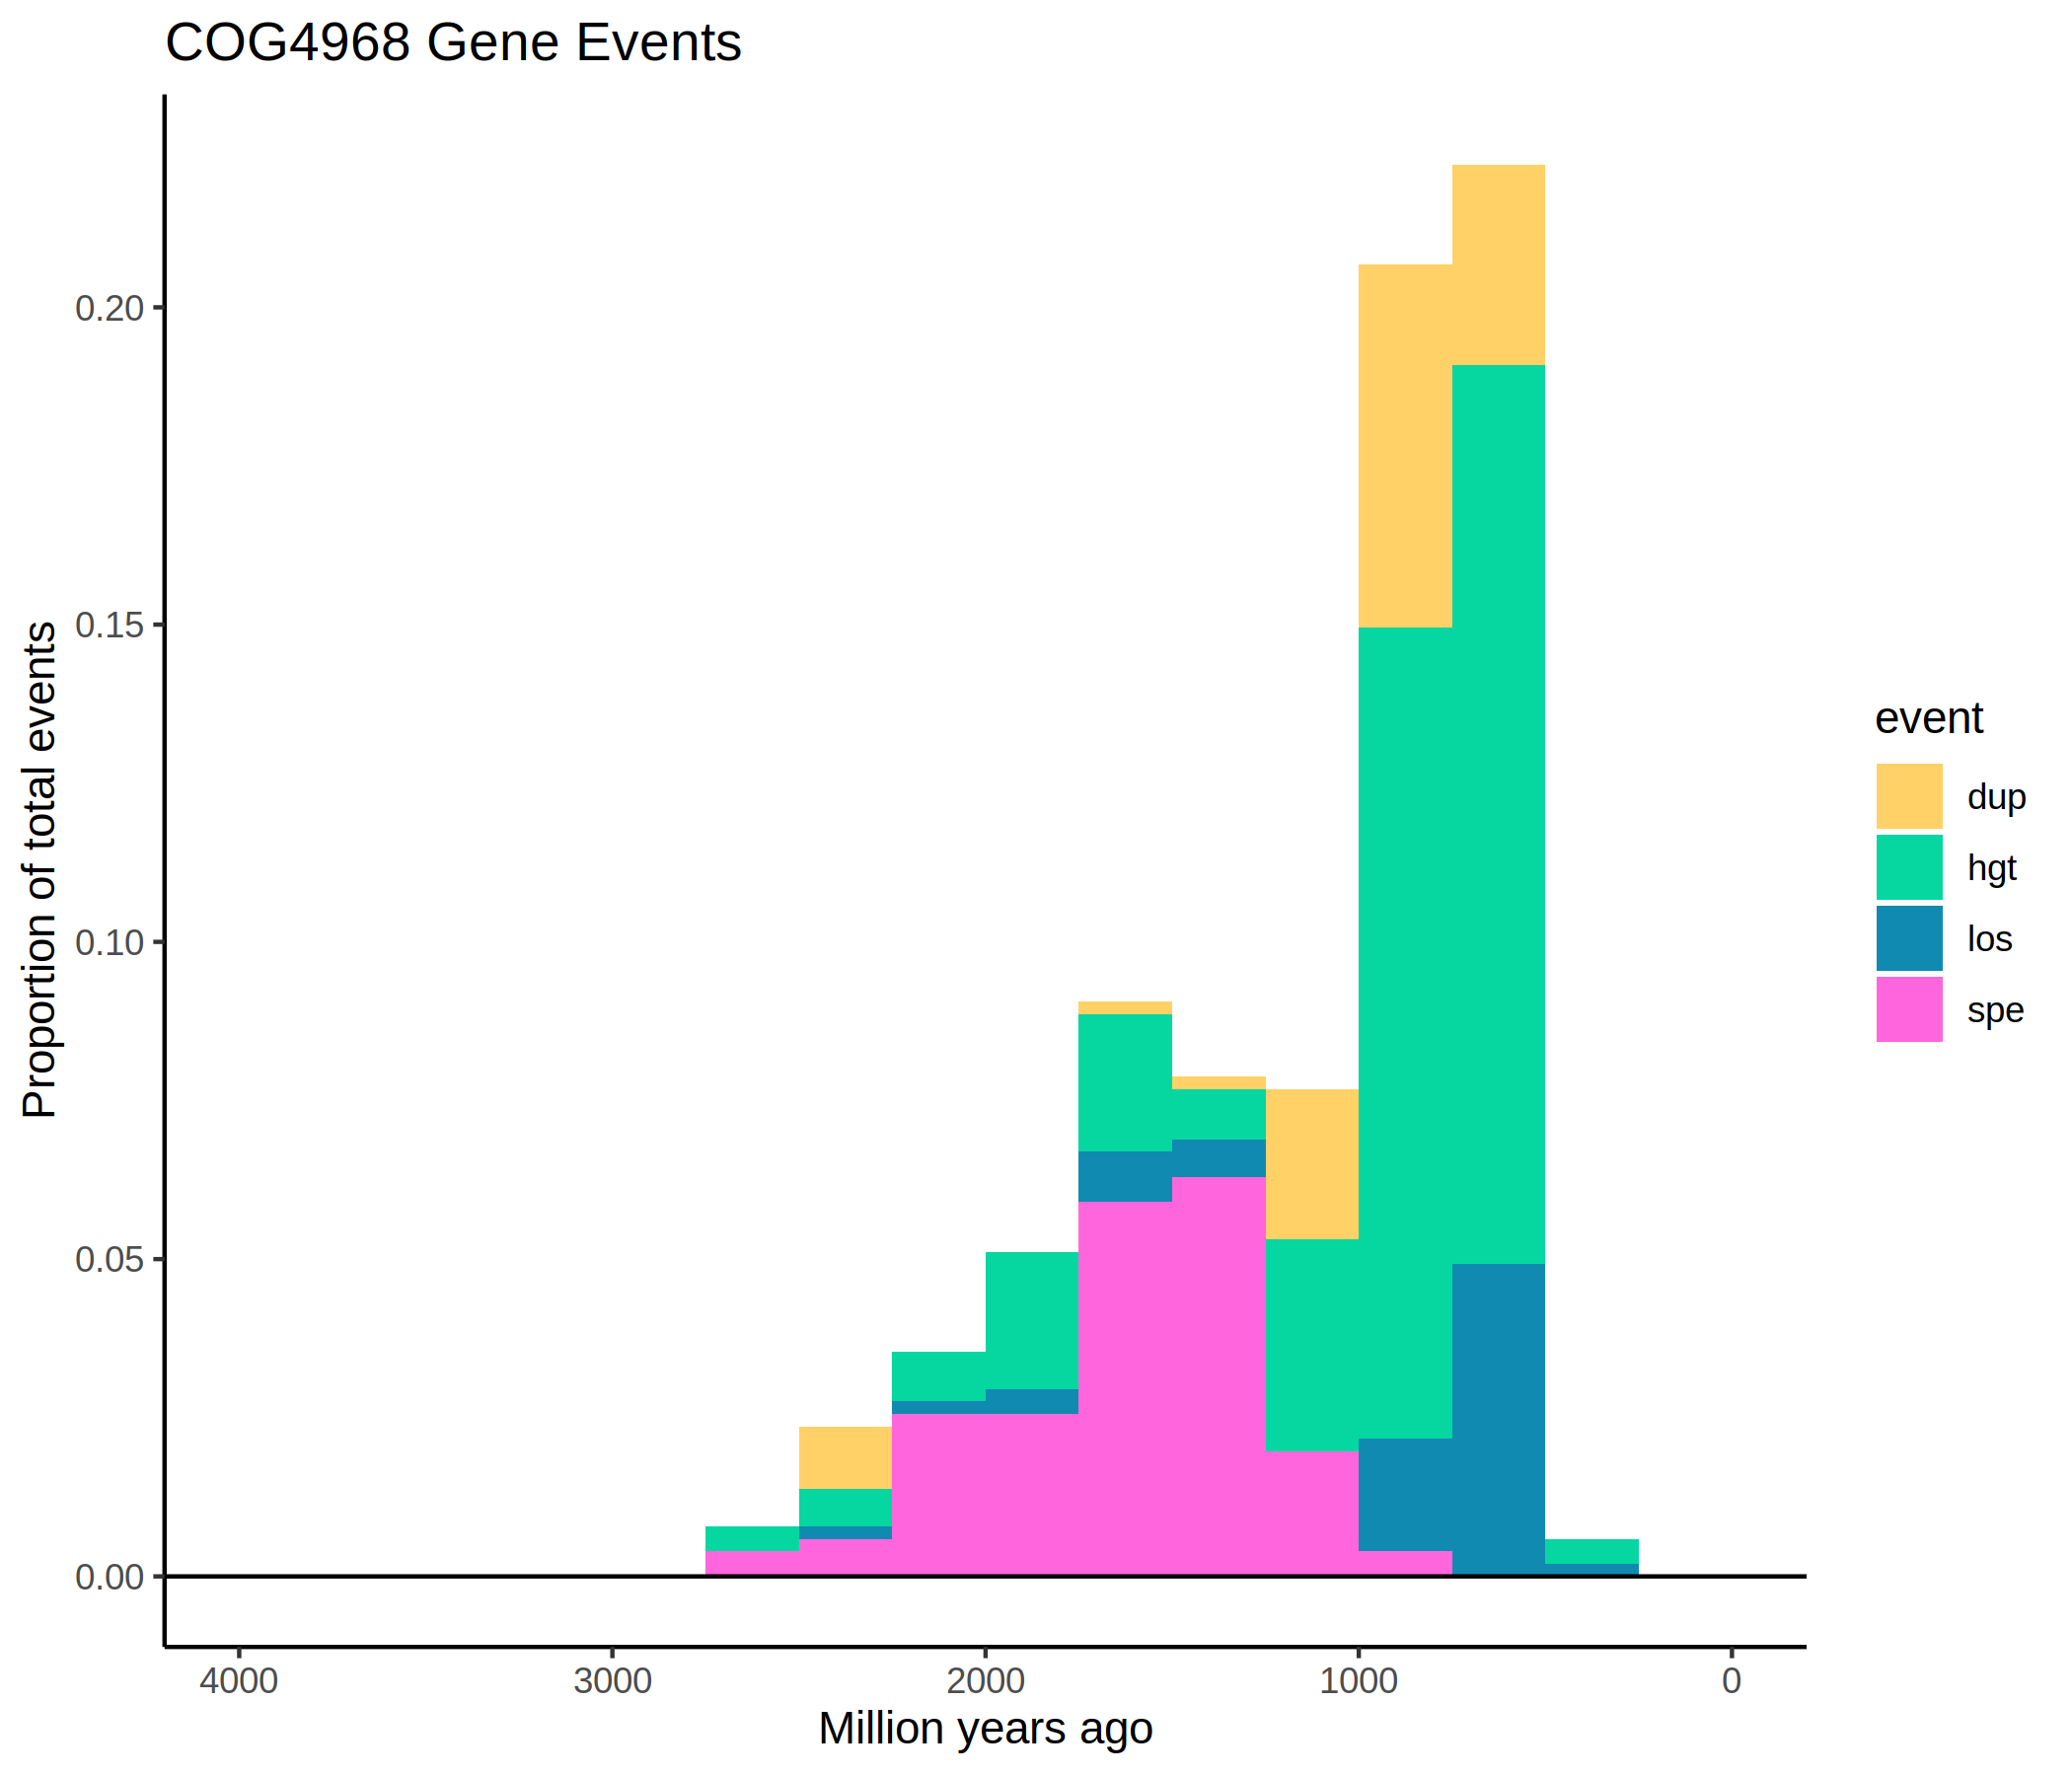 COG4968 Gene Events
Proportion of total events
0.20
0.15
0.10
0.05
0.00
4000
3000
2000
1000
0
Million years ago
event
dup
hgt
los
spe